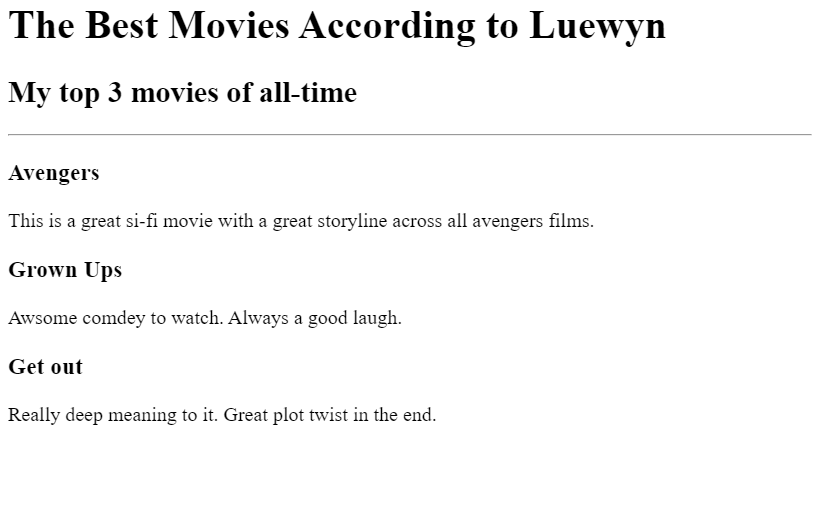 The Best Movies According to Luewyn
My top 3 movies of all-time
Avengers
This is a great si-fi movie with a great storyline across all avengers films.
Grown Ups
Awsome comdey to watch. Always a good laugh.
Get out
Really deep meaning to it. Great plot twist in the end.